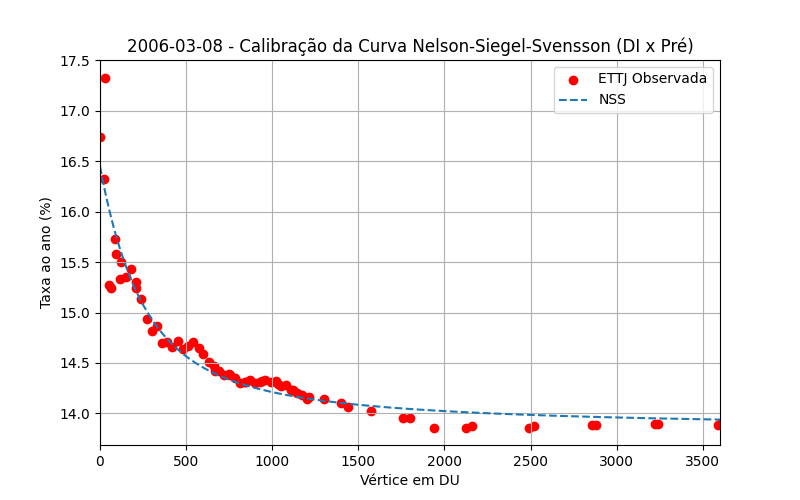 2006-03-08 - Calibração da Curva Nelson-Siegel-Svensson (DI x Pré)
ETTJ Observada
NSS
Taxa ao ano (%)
17.5
17.0
16.5
16.0
15.5
15.0
14.5
14.0
0 500 1000 1500 2000 2500 3000 3500
Vértice em DU